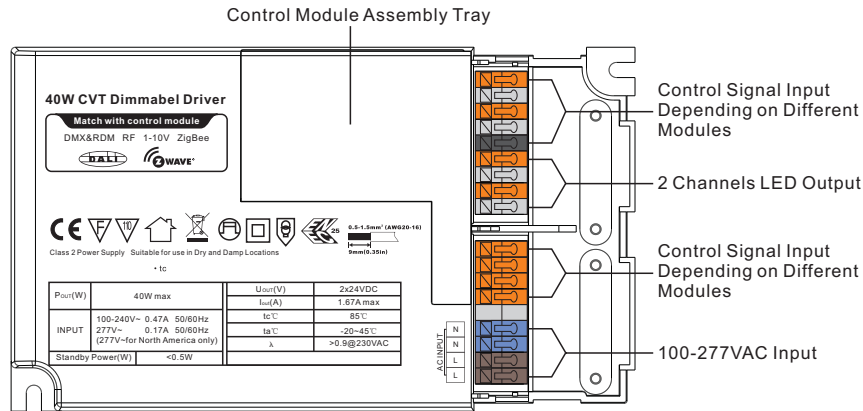 Control Module Assembly Tray
40W CVT Dimmabel Driver
Match with control module
DMX&RDM RF 1-10V ZigBee
DALI Z WAVE+
Control Signal Input
Depending on Different
Modules
2 Channels LED Output
CE F 110 25
0.5-1.5mm² (AWG20-16)
9mm(0.35in)
Class 2 Power Supply Suitable for use in Dry and Damp Locations
• tc
Control Signal Input
Depending on Different
Modules
POUT(W) 40W max UOUT(V) 2x24VDC
Iout(A) 1.67A max
INPUT 100-240V~ 0.47A 50/60Hz tc℃ 85℃
277V~ 0.17A 50/60Hz ta℃ -20~45℃
(277V~for North America only) λ >0.9@230VAC
Standby Power(W) <0.5W
AC INPUT
N
N
L
L
100-277VAC Input